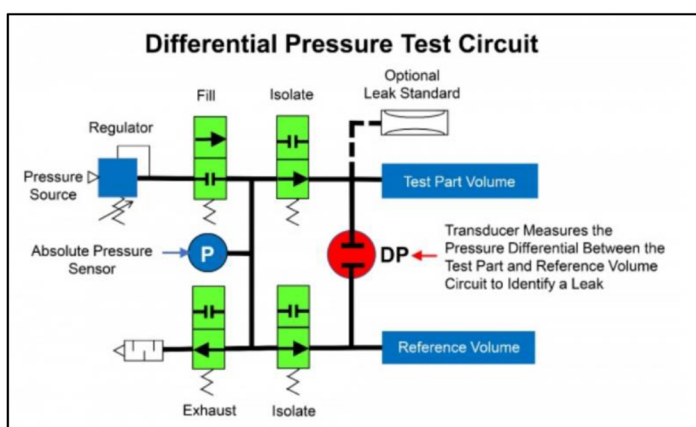 Differential Pressure Test Circuit
Optional
Leak Standard
Fill
Isolate
Regulator
Pressure
Source
Test Part Volume
Absolute Pressure
Sensor
P
DP
Transducer Measures the
Pressure Differential Between the
Test Part and Reference Volume
Circuit to Identify a Leak
Reference Volume
Exhaust
Isolate